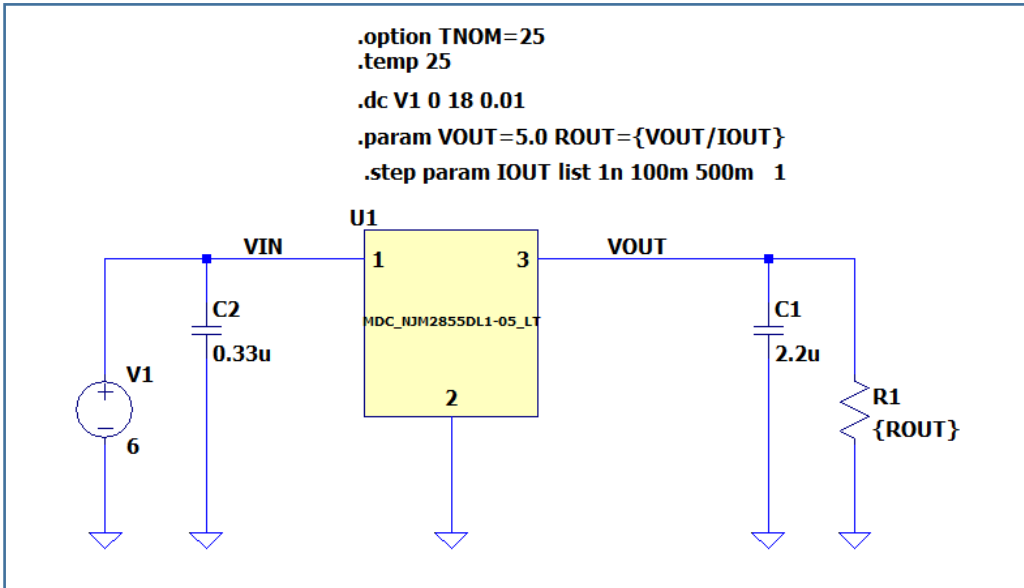 .option TNOM=25
.temp 25
.dc V1 0 18 0.01
.param VOUT=5.0 ROUT={VOUT/IOUT}
.step param IOUT list 1n 100m 500m 1
U1
VIN
1
3
VOUT
C2
0.33u
MDC_NJM2855DL1-05_LT
C1
2.2u
V1
6
2
R1
{ROUT}